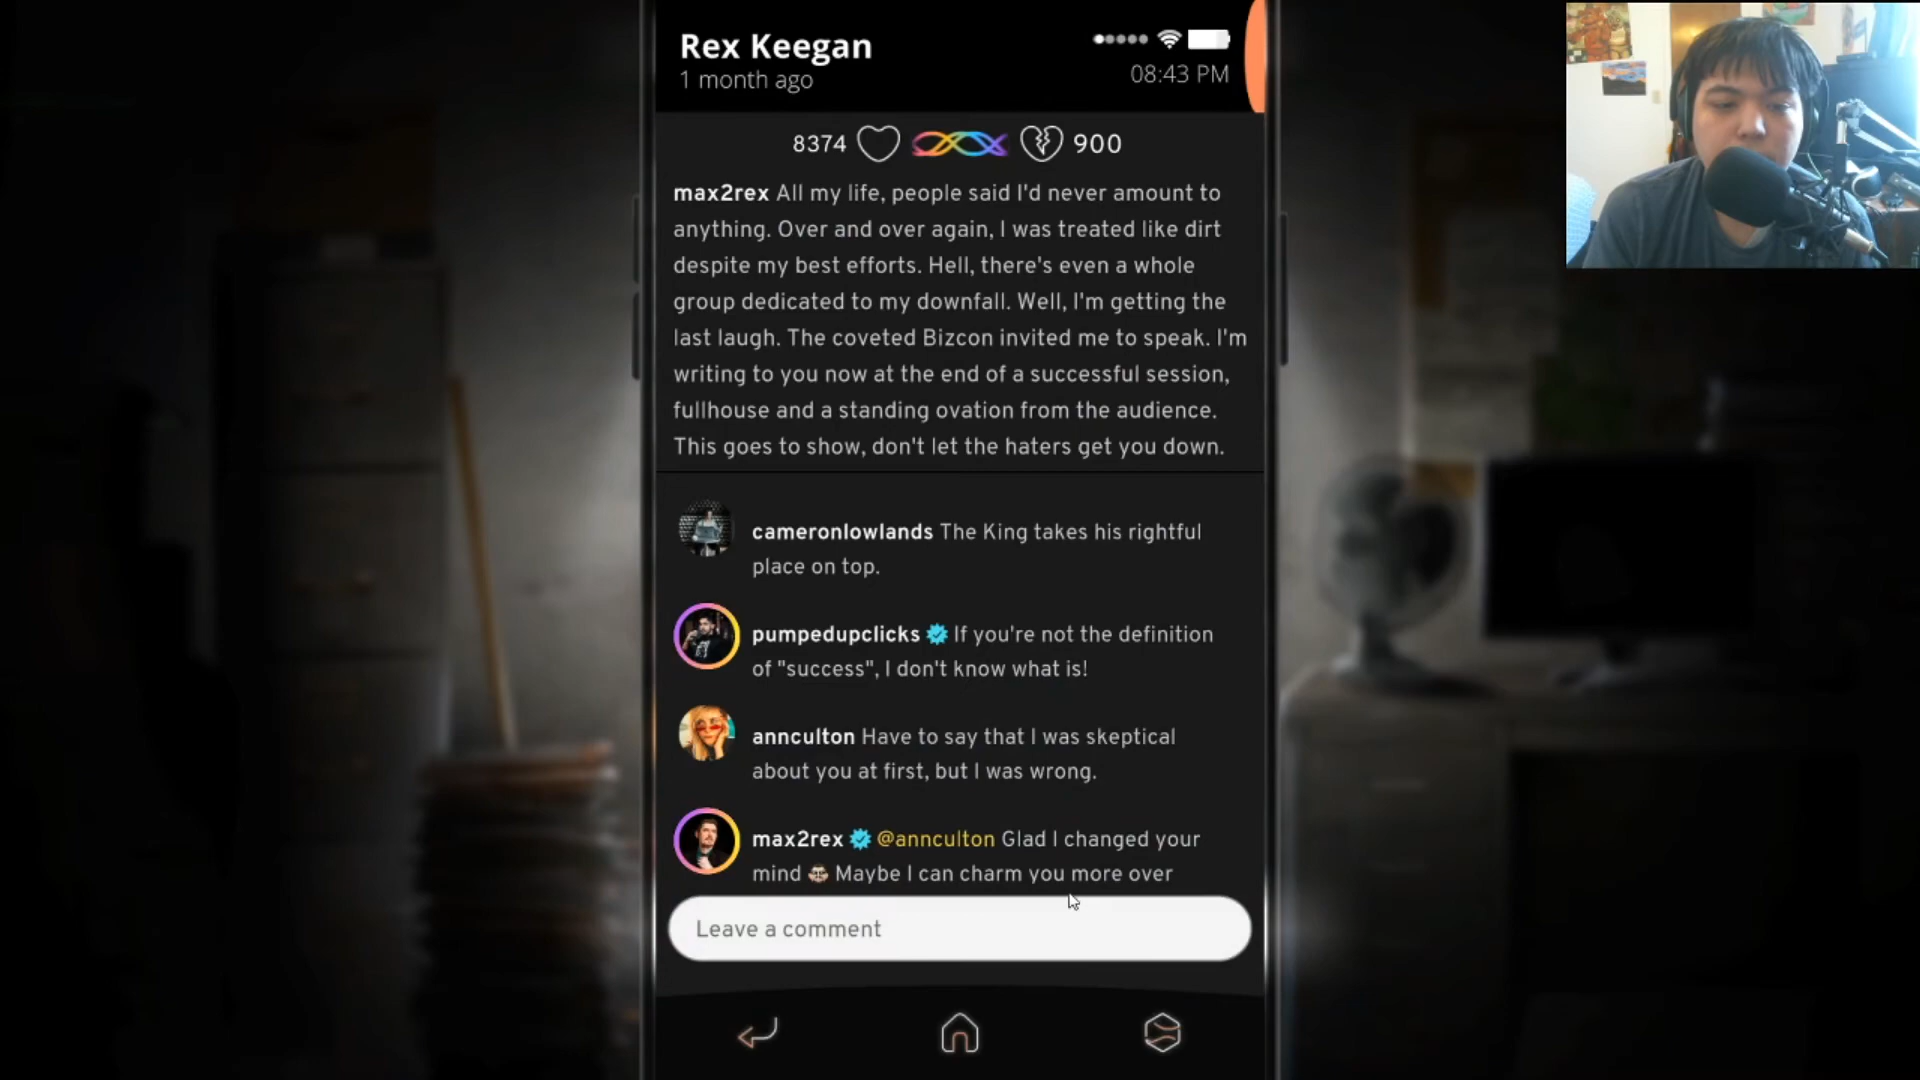 Rex Keegan
1 month ago
08:43 PM
8374
900
max2rex All my life, people said I'd never amount to
anything. Over and over again, I was treated like dirt
despite my best efforts. Hell, there's even a whole
group dedicated to my downfall. Well, I'm getting the
last laugh. The coveted Bizcon invited me to speak. I'm
writing to you now at the end of a successful session,
fullhouse and a standing ovation from the audience.
This goes to show, don't let the haters get you down.
cameronlowlands The King takes his rightful
place on top.
pumpedupclicks If you're not the definition
of "success", I don't know what is!
annculton Have to say that I was skeptical
about you at first, but I was wrong.
max2rex @annculton Glad I changed your
mind Maybe I can charm you more over
Leave a comment